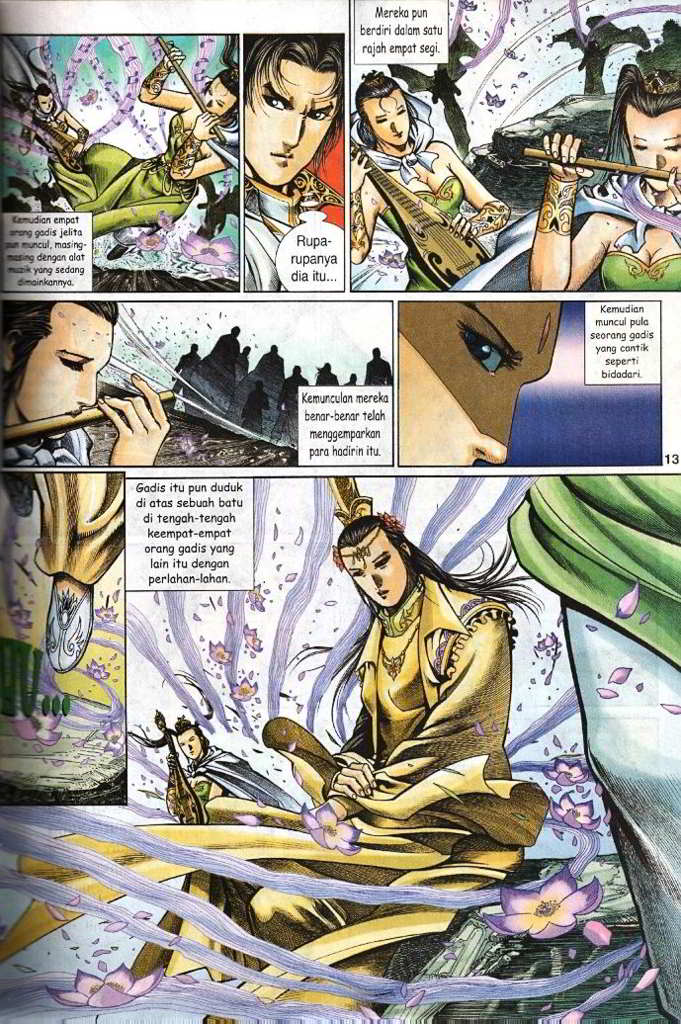 Kemudian empat
gadis jelita
pun muncul, masing-
masing dengan alat
muzik yang sedang
dimainkannya.
Rupa-
rupanya
dia itu...
Mereka pun
berdiri dalam satu
rajah empat segi.
Kemunculan mereka
benar-benar telah
menggemparkan
para hadirin itu.
Kemudian
muncul pula
seorang gadis
yang cantik
seperti
bidadari.
13
Gadis itu pun duduk
di atas sebuah batu
di tengah-tengah
keempat-empat
orang gadis yang
lain itu dengan
perlahan-lahan.